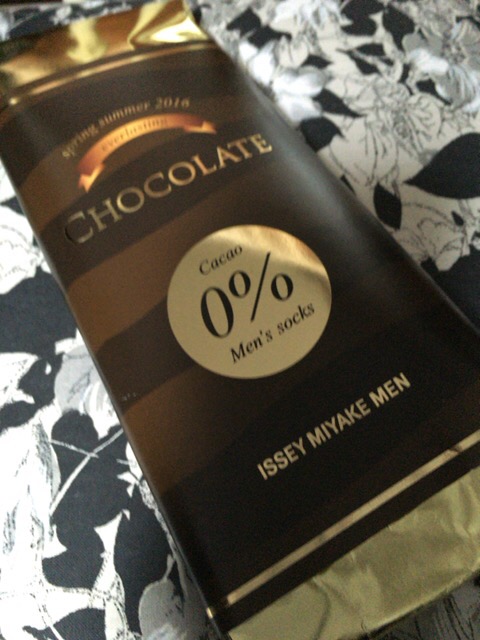 spring summer 2016
everlasting
CHOCOLATE
Cacao
0%
Men's socks
ISSEY MIYAKE MEN